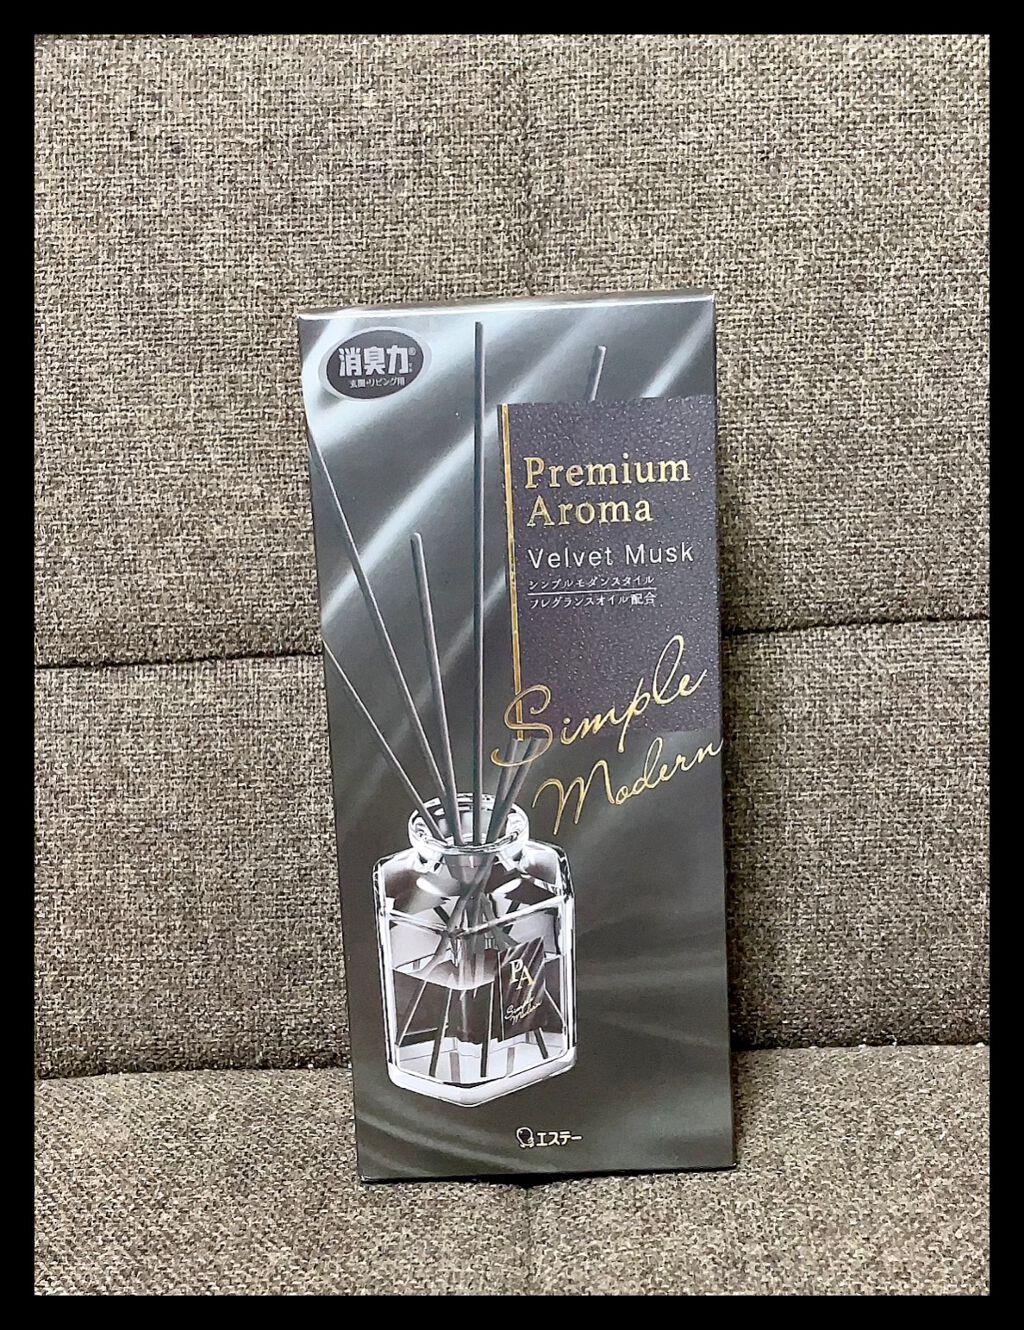 消臭力®
玄関・リビング用
Premium
Aroma
Velvet Musk
シンプルモダンスタイル
フレグランスオイル配合
Simple
Modern
PA
Simple
Modern
エステー